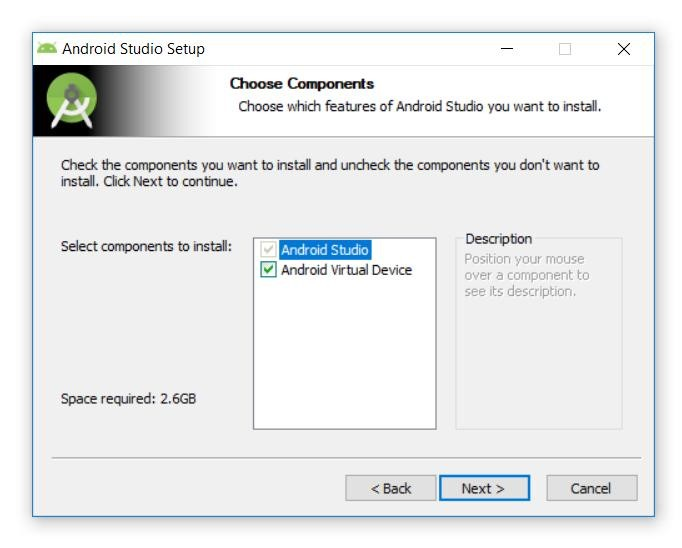 Android Studio Setup
Choose Components
Choose which features of Android Studio you want to install.
Check the components you want to install and uncheck the components you don't want to
install. Click Next to continue.
Select components to install:
Android Studio
Android Virtual Device
Description
Position your mouse
over a component to
see its description.
Space required: 2.6GB
< Back
Next >
Cancel